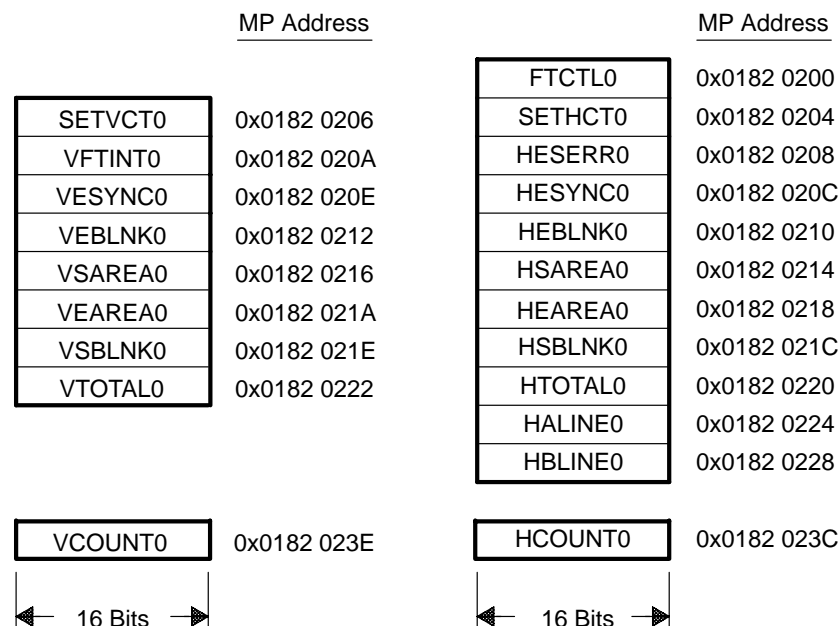 MP Address
SETVCT0 0x0182 0206
VFTINT0 0x0182 020A
VESYNC0 0x0182 020E
VEBLNK0 0x0182 0212
VSAREA0 0x0182 0216
VEAREA0 0x0182 021A
VSBLNK0 0x0182 021E
VTOTAL0 0x0182 0222
VCOUNT0 0x0182 023E
16 Bits
MP Address
FTCTL0 0x0182 0200
SETHCT0 0x0182 0204
HESERR0 0x0182 0208
HESYNC0 0x0182 020C
HEBLNK0 0x0182 0210
HSAREA0 0x0182 0214
HEAREA0 0x0182 0218
HSBLNK0 0x0182 021C
HTOTAL0 0x0182 0220
HALINE0 0x0182 0224
HBLINE0 0x0182 0228
HCOUNT0 0x0182 023C
16 Bits